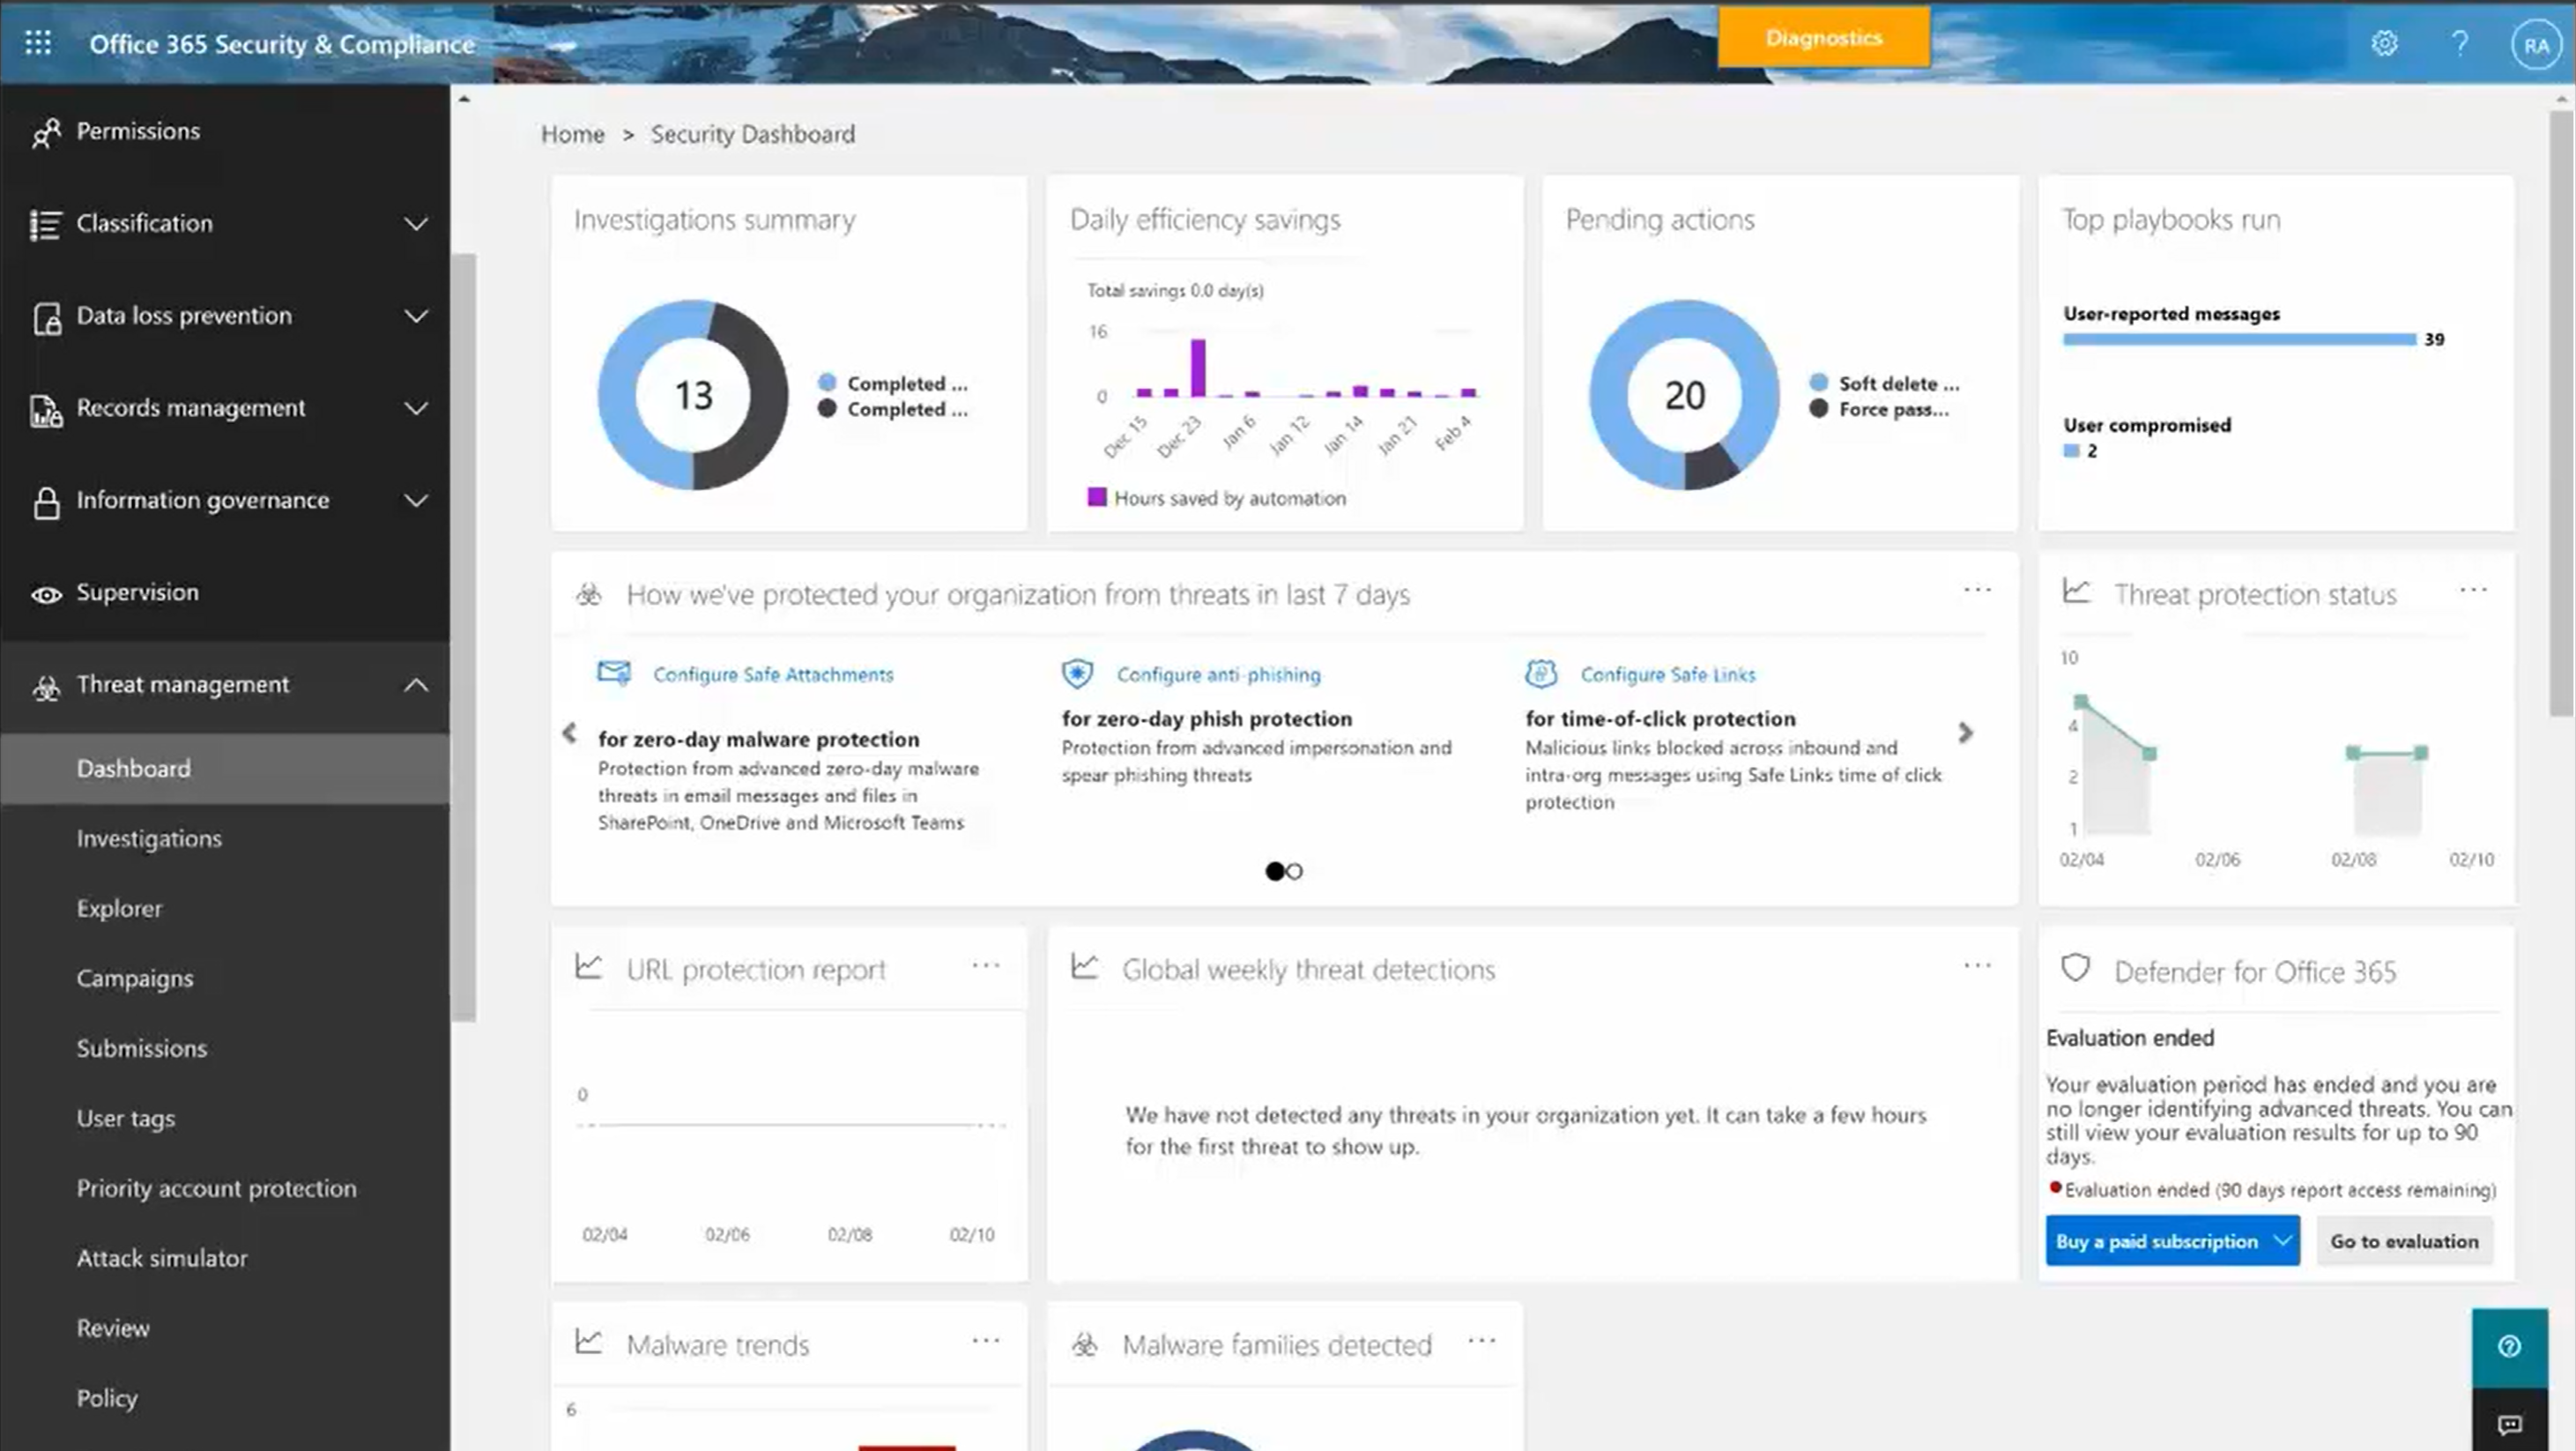 Office 365 Security & Compliance
Diagnostics
?
RA
Permissions
Classification
Data loss prevention
Records management
Information governance
Supervision
Threat management
Dashboard
Investigations
Explorer
Campaigns
Submissions
User tags
Priority account protection
Attack simulator
Review
Policy
Home > Security Dashboard
Investigations summary
13
Completed ...
Completed ...
Daily efficiency savings
Total savings 0.0 day(s)
16
0
Dec 15
Dec 23
Jan 6
Jan 12
Jan 14
Jan 21
Feb 4
Hours saved by automation
Pending actions
20
Soft delete ...
Force pass...
Top playbooks run
User-reported messages
39
User compromised
2
How we've protected your organization from threats in last 7 days
...
Configure Safe Attachments
for zero-day malware protection
Protection from advanced zero-day malware
threats in email messages and files in
SharePoint, OneDrive and Microsoft Teams
Configure anti-phishing
for zero-day phish protection
Protection from advanced impersonation and
spear phishing threats
Configure Safe Links
for time-of-click protection
Malicious links blocked across inbound and
intra-org messages using Safe Links time of click
protection
Threat protection status
...
10
4
2
1
02/04
02/06
02/08
02/10
URL protection report
...
0
02/04
02/06
02/08
02/10
Global weekly threat detections
...
We have not detected any threats in your organization yet. It can take a few hours
for the first threat to show up.
Defender for Office 365
Evaluation ended
Your evaluation period has ended and you are
no longer identifying advanced threats. You can
still view your evaluation results for up to 90
days.
Evaluation ended (90 days report access remaining)
Buy a paid subscription
Go to evaluation
Malware trends
...
6
Malware families detected
...